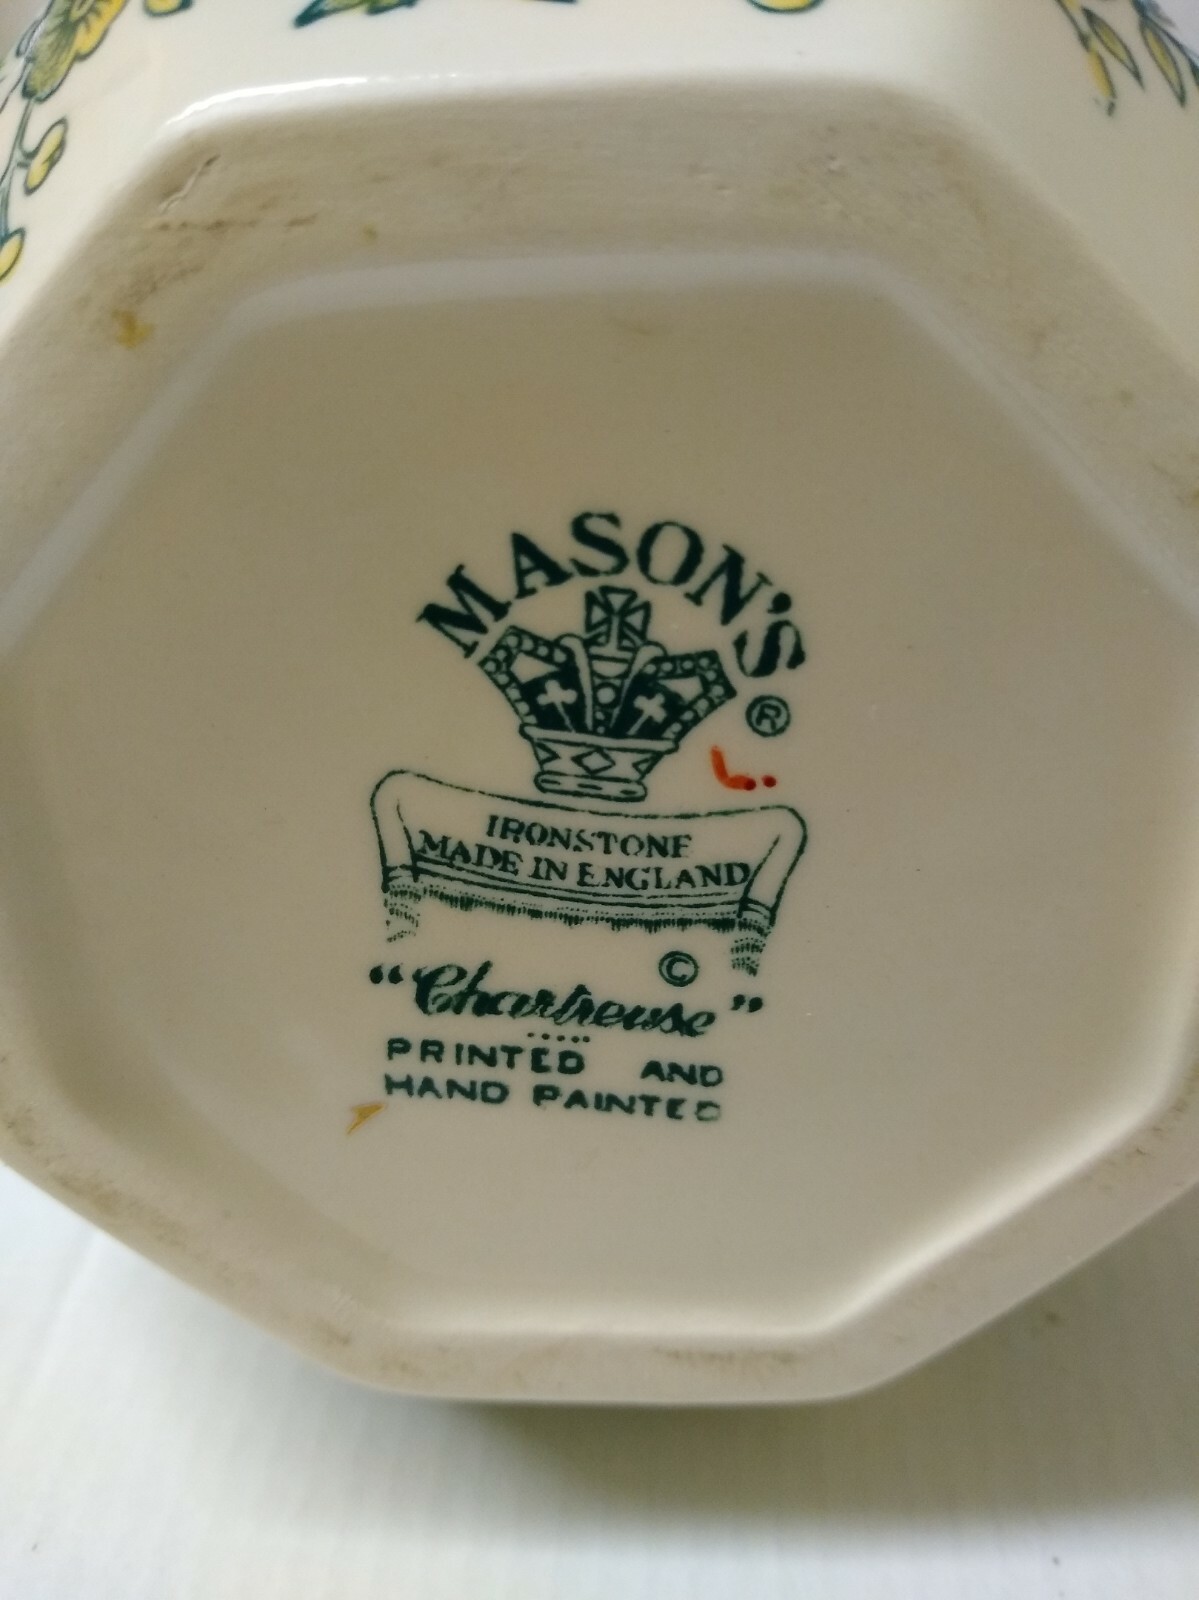 MASON'S
®
L..
IRONSTONE
MADE IN ENGLAND
©
"Chartreuse"
PRINTED AND
HAND PAINTED